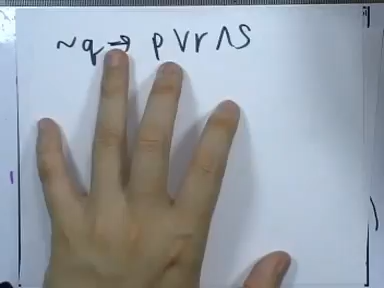 ~q → p ∨ r ∧ s